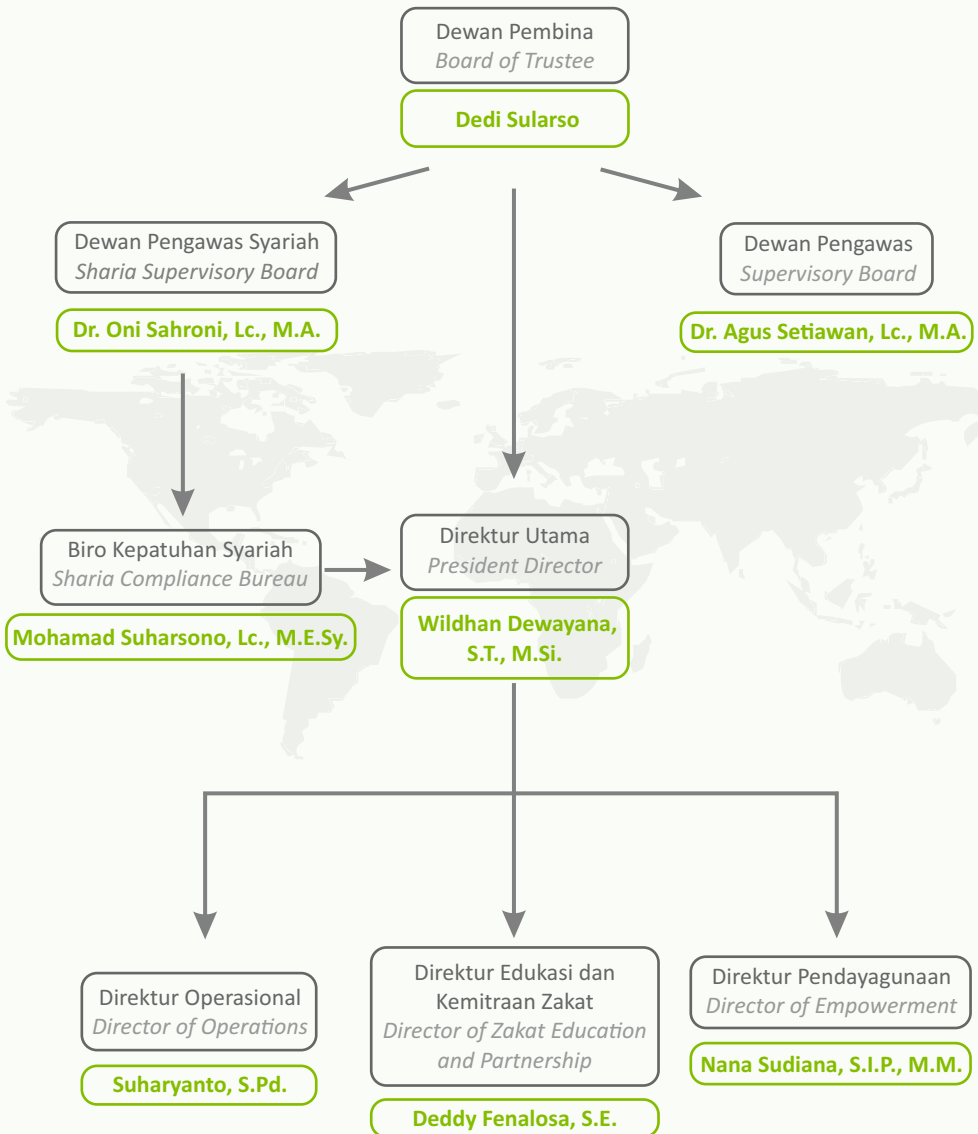 Dewan Pembina
Board of Trustee
Dedi Sularso
Dewan Pengawas Syariah
Sharia Supervisory Board
Dr. Oni Sahroni, Lc., M.A.
Dewan Pengawas
Supervisory Board
Dr. Agus Setiawan, Lc., M.A.
Biro Kepatuhan Syariah
Sharia Compliance Bureau
Mohamad Suharsono, Lc., M.E.Sy.
Direktur Utama
President Director
Wildhan Dewayana,
S.T., M.Si.
Direktur Operasional
Director of Operations
Suharyanto, S.Pd.
Direktur Edukasi dan
Kemitraan Zakat
Director of Zakat Education
and Partnership
Deddy Fenalosa, S.E.
Direktur Pendayagunaan
Director of Empowerment
Nana Sudiana, S.I.P., M.M.